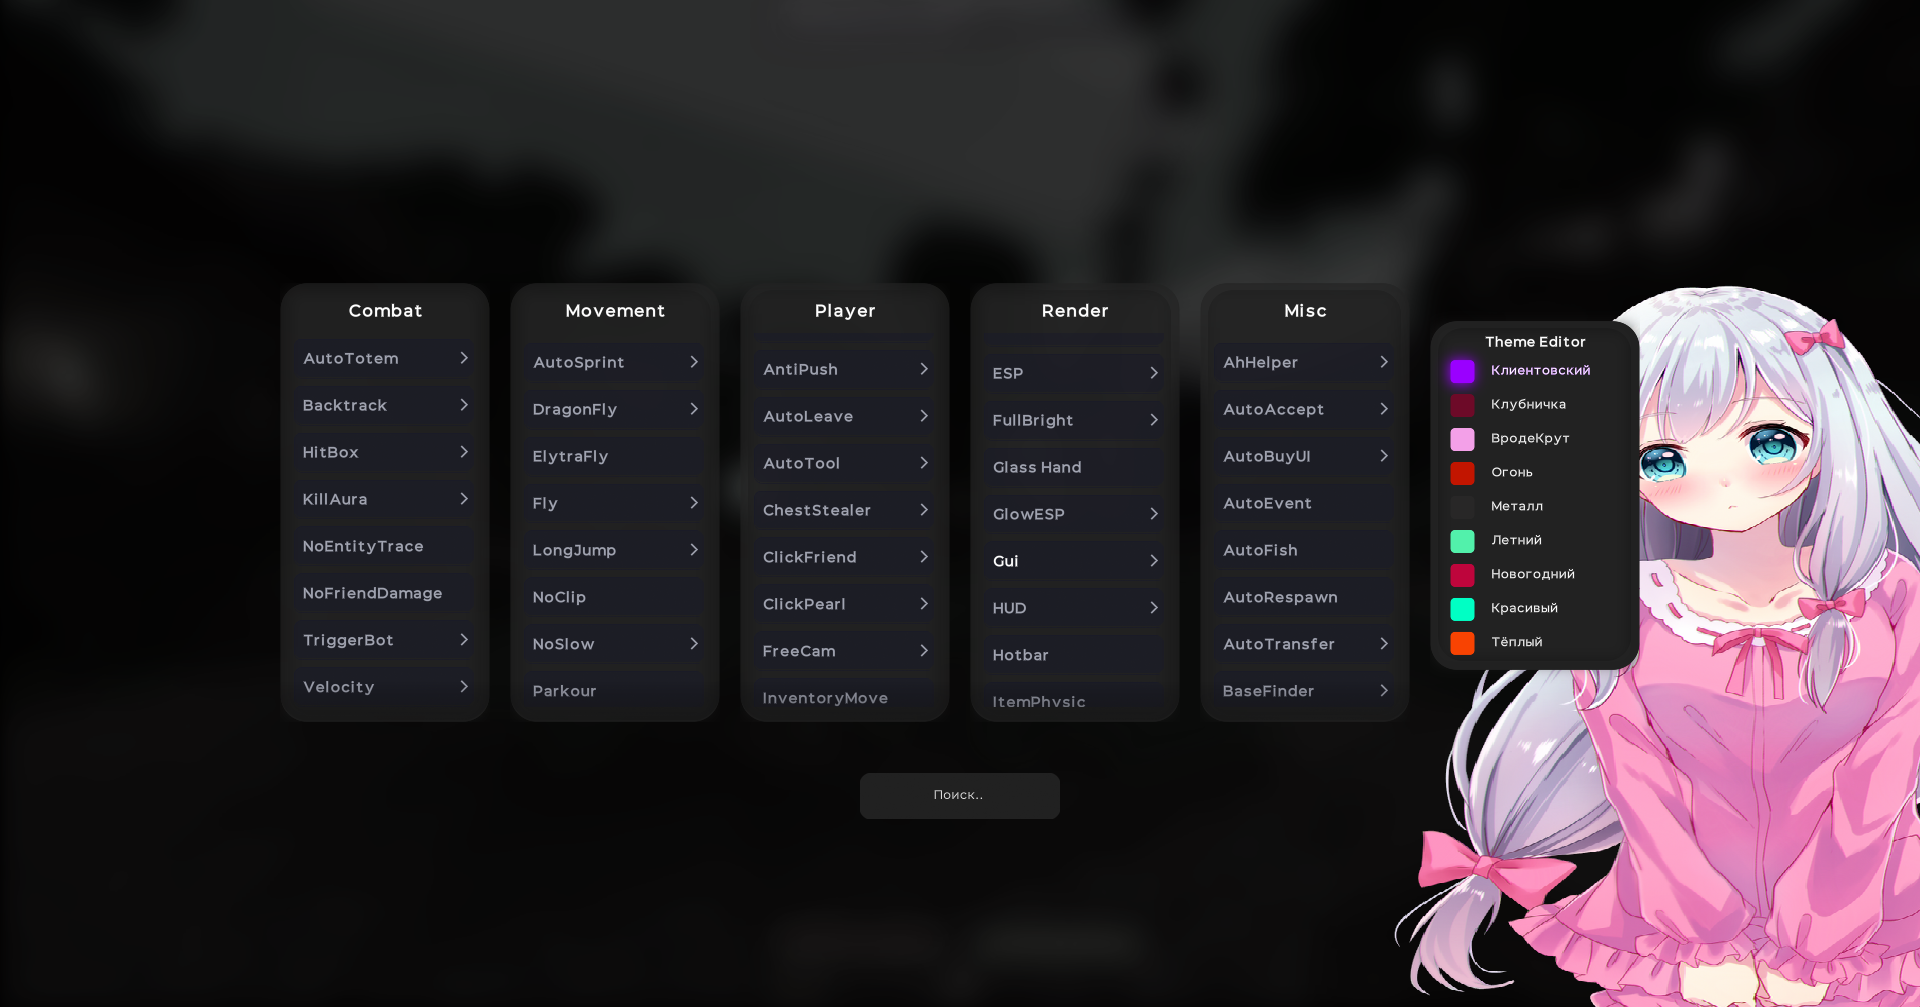 Combat
AutoTotem
Backtrack
HitBox
KillAura
NoEntityTrace
NoFriendDamage
TriggerBot
Velocity
Movement
AutoSprint
DragonFly
ElytraFly
Fly
LongJump
NoClip
NoSlow
Parkour
Player
AntiPush
AutoLeave
AutoTool
ChestStealer
ClickFriend
ClickPearl
FreeCam
InventoryMove
Render
ESP
FullBright
Glass Hand
GlowESP
Gui
HUD
Hotbar
ItemPhysic
Misc
AhHelper
AutoAccept
AutoBuyUI
AutoEvent
AutoFish
AutoRespawn
AutoTransfer
BaseFinder
Theme Editor
Клиентовский
Клубничка
ВродеКрут
Огонь
Металл
Летний
Новогодний
Красивый
Тёплый
Поиск..